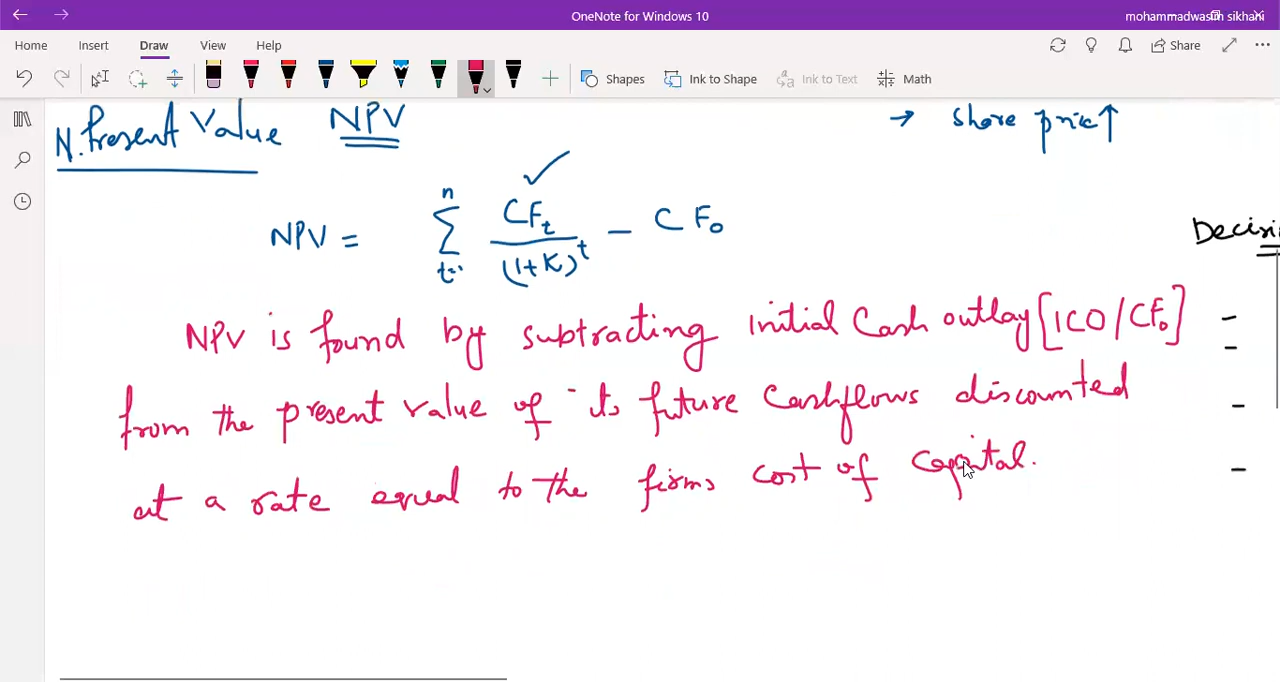 OneNote for Windows 10
Home Insert Draw View Help
Share
Shapes Ink to Shape Ink to Text Math
N. Present Value NPV
→ Share price↑
NPV = n ∑ t=1 CFt / (1+K)^t - CF0
Decisi
NPV is found by subtracting initial Cash outlay [ICO/CF0]
from the present value of its future Cashflows discounted
at a rate equal to the firms cost of capital.